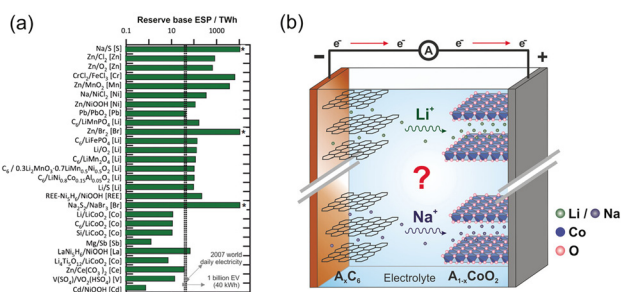 (a)
Reserve base ESP / TWh
0.1 10 1000
Na/S [S]
Zn/Cl₂ [Zn]
Zn/O₂ [Zn]
CrCl₂/FeCl₃ [Cr]
Zn/MnO₂ [Mn]
Na/NiCl₂ [Ni]
Zn/NiOOH [Ni]
Pb/PbO₂ [Pb]
C₆/LiMnPO₄ [Li]
Zn/Br₂ [Br]
C₆/LiFePO₄ [Li]
Li/O₂ [Li]
C₆/LiMn₂O₄ [Li]
C₆ / 0.3Li₂MnO₃·0.7LiMn₀.₅Ni₀.₅O₂ [Li]
C₆/LiNi₀.₈Co₀.₁₅Al₀.₀₅O₂ [Li]
Li/S [Li]
REE-Ni₅H₆/NiOOH [REE]
Na₂S₂/NaBr₃ [Br]
Li/LiCoO₂ [Co]
C₆/LiCoO₂ [Co]
Si/LiCoO₂ [Co]
Mg/Sb [Sb]
LaNi₅H₆/NiOOH [La]
Li₄Ti₅O₁₂/LiCoO₂ [Co]
Zn/Ce(CO₃)₂ [Ce]
V(SO₄)/VO₂(HSO₄) [V]
Cd/NiOOH [Cd]
* * *
2007 world
daily electricity
1 billion EV
(40 kWh)
(b)
e⁻ e⁻ A e⁻ e⁻
− +
Li⁺
?
Na⁺
AₓC₆ Electrolyte A₁₋ₓCoO₂
Li / Na
Co
O